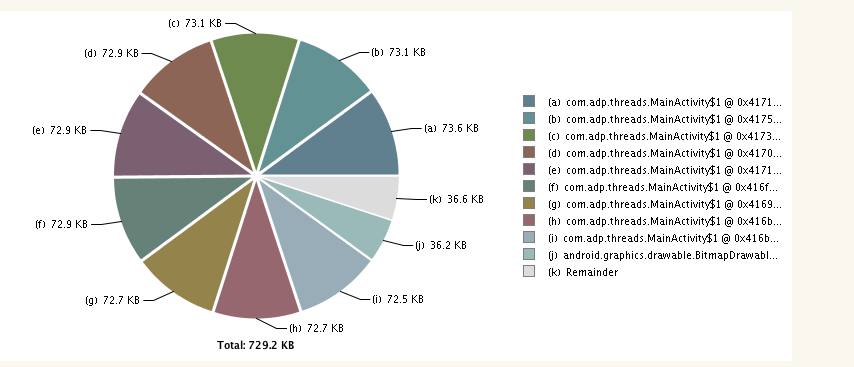 (c) 73.1 KB
(d) 72.9 KB
(b) 73.1 KB
(e) 72.9 KB
(a) 73.6 KB
(k) 36.6 KB
(f) 72.9 KB
(j) 36.2 KB
(g) 72.7 KB
(i) 72.5 KB
(h) 72.7 KB
Total: 729.2 KB
(a) com.adp.threads.MainActivity$1 @ 0x4171...
(b) com.adp.threads.MainActivity$1 @ 0x4175...
(c) com.adp.threads.MainActivity$1 @ 0x4173...
(d) com.adp.threads.MainActivity$1 @ 0x4170...
(e) com.adp.threads.MainActivity$1 @ 0x4171...
(f) com.adp.threads.MainActivity$1 @ 0x416f...
(g) com.adp.threads.MainActivity$1 @ 0x4169...
(h) com.adp.threads.MainActivity$1 @ 0x416b...
(i) com.adp.threads.MainActivity$1 @ 0x416b...
(j) android.graphics.drawable.BitmapDrawabl...
(k) Remainder